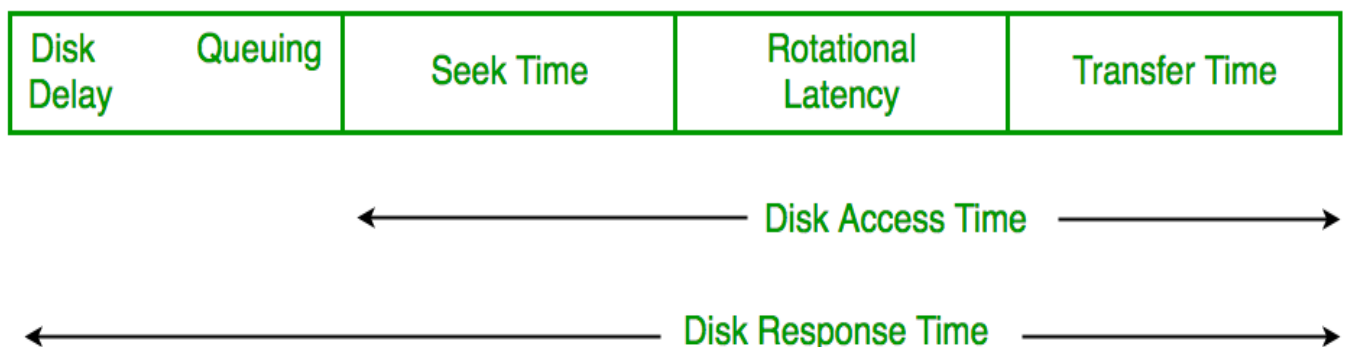 Disk Queuing
Delay
Seek Time
Rotational
Latency
Transfer Time
Disk Access Time
Disk Response Time